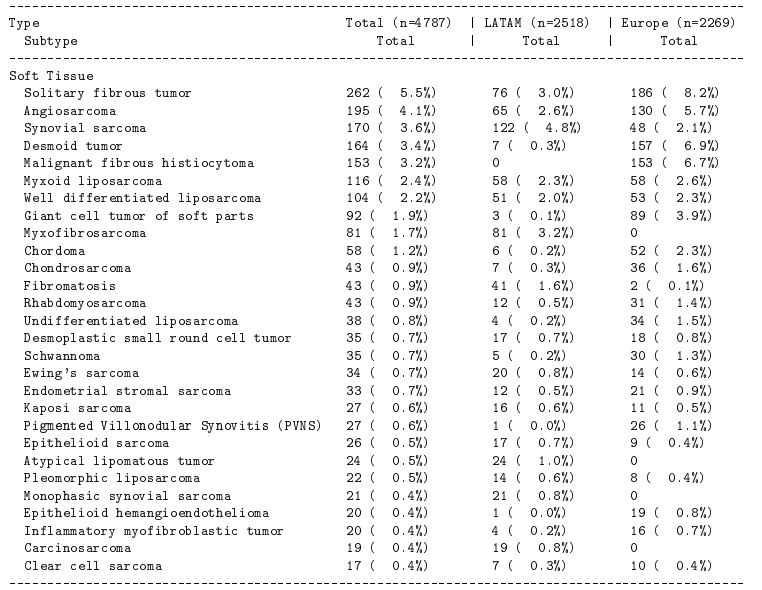 Type Total (n=4787) | LATAM (n=2518) | Europe (n=2269)
Subtype Total | Total | Total
Soft Tissue
Solitary fibrous tumor 262 ( 5.5%) 76 ( 3.0%) 186 ( 8.2%)
Angiosarcoma 195 ( 4.1%) 65 ( 2.6%) 130 ( 5.7%)
Synovial sarcoma 170 ( 3.6%) 122 ( 4.8%) 48 ( 2.1%)
Desmoid tumor 164 ( 3.4%) 7 ( 0.3%) 157 ( 6.9%)
Malignant fibrous histiocytoma 153 ( 3.2%) 0 153 ( 6.7%)
Myxoid liposarcoma 116 ( 2.4%) 58 ( 2.3%) 58 ( 2.6%)
Well differentiated liposarcoma 104 ( 2.2%) 51 ( 2.0%) 53 ( 2.3%)
Giant cell tumor of soft parts 92 ( 1.9%) 3 ( 0.1%) 89 ( 3.9%)
Myxofibrosarcoma 81 ( 1.7%) 81 ( 3.2%) 0
Chordoma 58 ( 1.2%) 6 ( 0.2%) 52 ( 2.3%)
Chondrosarcoma 43 ( 0.9%) 7 ( 0.3%) 36 ( 1.6%)
Fibromatosis 43 ( 0.9%) 41 ( 1.6%) 2 ( 0.1%)
Rhabdomyosarcoma 43 ( 0.9%) 12 ( 0.5%) 31 ( 1.4%)
Undifferentiated liposarcoma 38 ( 0.8%) 4 ( 0.2%) 34 ( 1.5%)
Desmoplastic small round cell tumor 35 ( 0.7%) 17 ( 0.7%) 18 ( 0.8%)
Schwannoma 35 ( 0.7%) 5 ( 0.2%) 30 ( 1.3%)
Ewing's sarcoma 34 ( 0.7%) 20 ( 0.8%) 14 ( 0.6%)
Endometrial stromal sarcoma 33 ( 0.7%) 12 ( 0.5%) 21 ( 0.9%)
Kaposi sarcoma 27 ( 0.6%) 16 ( 0.6%) 11 ( 0.5%)
Pigmented Villonodular Synovitis (PVNS) 27 ( 0.6%) 1 ( 0.0%) 26 ( 1.1%)
Epithelioid sarcoma 26 ( 0.5%) 17 ( 0.7%) 9 ( 0.4%)
Atypical lipomatous tumor 24 ( 0.5%) 24 ( 1.0%) 0
Pleomorphic liposarcoma 22 ( 0.5%) 14 ( 0.6%) 8 ( 0.4%)
Monophasic synovial sarcoma 21 ( 0.4%) 21 ( 0.8%) 0
Epithelioid hemangioendothelioma 20 ( 0.4%) 1 ( 0.0%) 19 ( 0.8%)
Inflammatory myofibroblastic tumor 20 ( 0.4%) 4 ( 0.2%) 16 ( 0.7%)
Carcinosarcoma 19 ( 0.4%) 19 ( 0.8%) 0
Clear cell sarcoma 17 ( 0.4%) 7 ( 0.3%) 10 ( 0.4%)